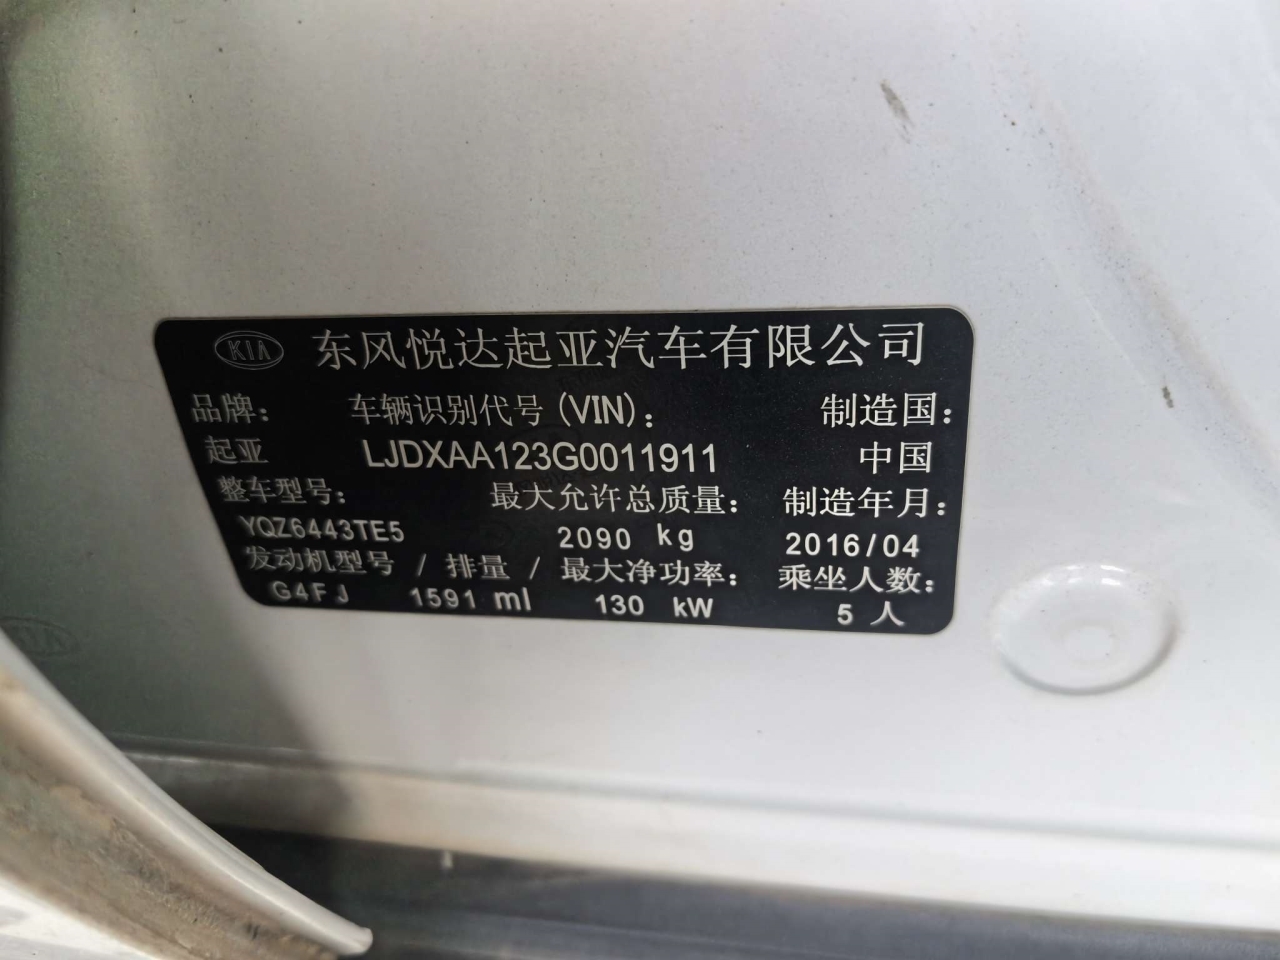 KIA 东风悦达起亚汽车有限公司
品牌: 车辆识别代号(VIN): 制造国:
起亚 LJDXAA123G0011911 中国
整车型号: 最大允许总质量: 制造年月:
YQZ6443TE5 2090 kg 2016/04
发动机型号 / 排量 / 最大净功率: 乘坐人数:
G4FJ 1591 ml 130 kW 5 人
KIA